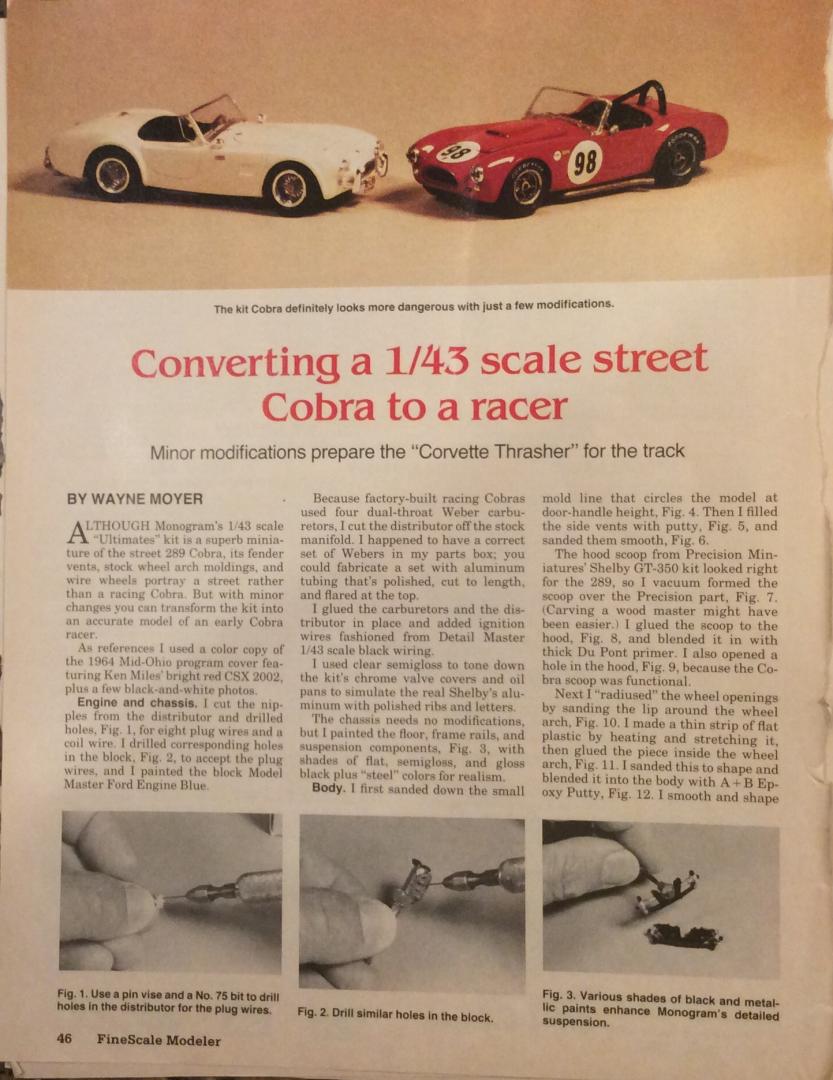 98
98
The kit Cobra definitely looks more dangerous with just a few modifications.
Converting a 1/43 scale street
Cobra to a racer
Minor modifications prepare the “Corvette Thrasher” for the track
BY WAYNE MOYER
ALTHOUGH Monogram's 1/43 scale
“Ultimates” kit is a superb minia-
ture of the street 289 Cobra, its fender
vents, stock wheel arch moldings, and
wire wheels portray a street rather
than a racing Cobra. But with minor
changes you can transform the kit into
an accurate model of an early Cobra
racer.
As references I used a color copy of
the 1964 Mid-Ohio program cover fea-
turing Ken Miles' bright red CSX 2002,
plus a few black-and-white photos.
Engine and chassis. I cut the nip-
ples from the distributor and drilled
holes, Fig. 1, for eight plug wires and a
coil wire. I drilled corresponding holes
in the block, Fig. 2, to accept the plug
wires, and I painted the block Model
Master Ford Engine Blue.
Because factory-built racing Cobras
used four dual-throat Weber carbu-
retors, I cut the distributor off the stock
manifold. I happened to have a correct
set of Webers in my parts box; you
could fabricate a set with aluminum
tubing that's polished, cut to length,
and flared at the top.
I glued the carburetors and the dis-
tributor in place and added ignition
wires fashioned from Detail Master
1/43 scale black wiring.
I used clear semigloss to tone down
the kit's chrome valve covers and oil
pans to simulate the real Shelby's alu-
minum with polished ribs and letters.
The chassis needs no modifications,
but I painted the floor, frame rails, and
suspension components, Fig. 3, with
shades of flat, semigloss, and gloss
black plus “steel” colors for realism.
Body. I first sanded down the small
mold line that circles the model at
door-handle height, Fig. 4. Then I filled
the side vents with putty, Fig. 5, and
sanded them smooth, Fig. 6.
The hood scoop from Precision Min-
iatures' Shelby GT-350 kit looked right
for the 289, so I vacuum formed the
scoop over the Precision part, Fig. 7.
(Carving a wood master might have
been easier.) I glued the scoop to the
hood, Fig. 8, and blended it in with
thick Du Pont primer. I also opened a
hole in the hood, Fig. 9, because the Co-
bra scoop was functional.
Next I “radiused” the wheel openings
by sanding the lip around the wheel
arch, Fig. 10. I made a thin strip of flat
plastic by heating and stretching it,
then glued the piece inside the wheel
arch, Fig. 11. I sanded this to shape and
blended it into the body with A+B Ep-
oxy Putty, Fig. 12. I smooth and shape
Fig. 1. Use a pin vise and a No. 75 bit to drill
holes in the distributor for the plug wires.
Fig. 2. Drill similar holes in the block.
Fig. 3. Various shades of black and metal-
lic paints enhance Monogram's detailed
suspension.
46 FineScale Modeler